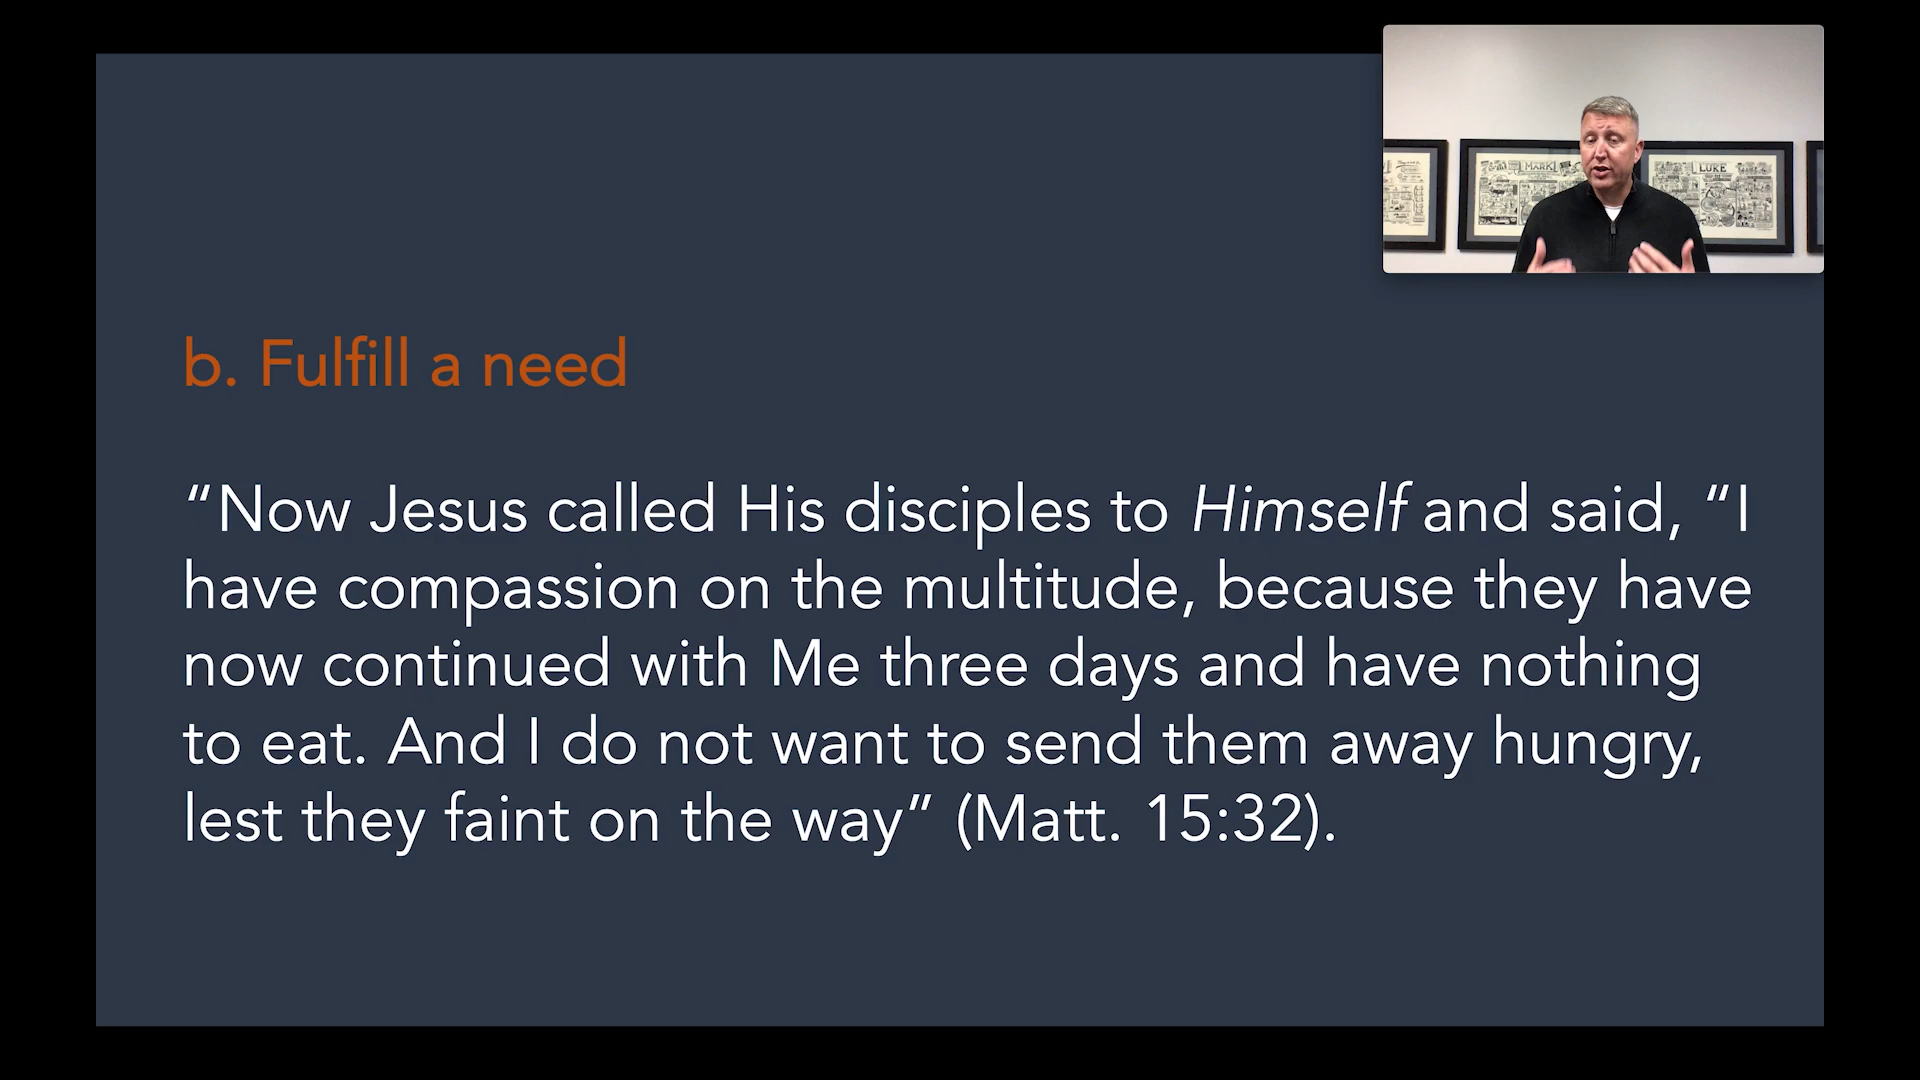 MARK
LUKE
b. Fulfill a need
“Now Jesus called His disciples to Himself and said, “I
have compassion on the multitude, because they have
now continued with Me three days and have nothing
to eat. And I do not want to send them away hungry,
lest they faint on the way” (Matt. 15:32).